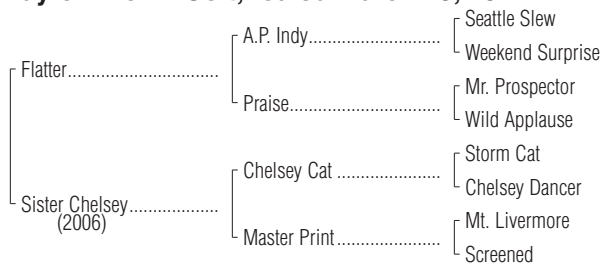 Seattle Slew
A.P. Indy
Weekend Surprise
Flatter
Mr. Prospector
Praise
Wild Applause
Storm Cat
Chelsey Cat
Chelsey Dancer
Sister Chelsey
(2006)
Mt. Livermore
Master Print
Screened